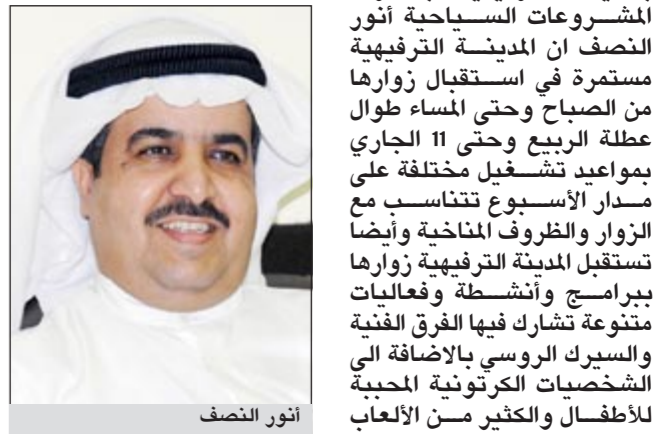 المشروعات السياحية أنور
النصف ان المدينة الترفيهية
مستمرة في استقبال زوارها
من الصباح وحتى المساء طوال
عطلة الربيع وحتى 11 الجاري
بمواعيد تشغيل مختلفة على
مدار الأسبوع تتناسب مع
الزوار والظروف المناخية وأيضا
تستقبل المدينة الترفيهية زوارها
ببرامج وأنشطة وفعاليات
متنوعة تشارك فيها الفرق الفنية
والسيرك الروسي بالاضافة الى
الشخصيات الكرتونية المحببة
للأطفال والكثير من الألعاب
أنور النصف